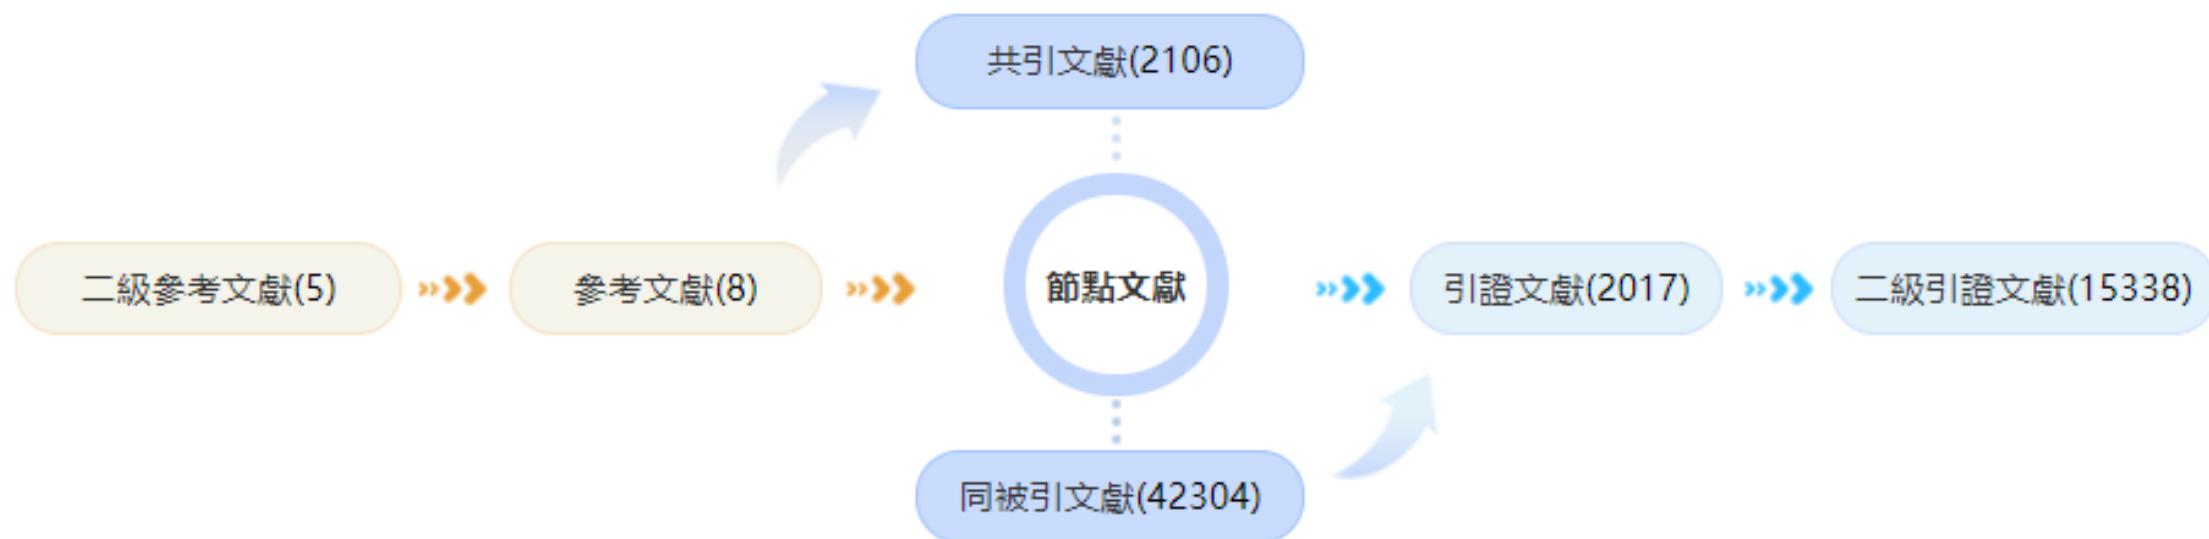 共引文獻(2106)
二級參考文獻(5)
參考文獻(8)
節點文獻
引證文獻(2017)
二級引證文獻(15338)
同被引文獻(42304)